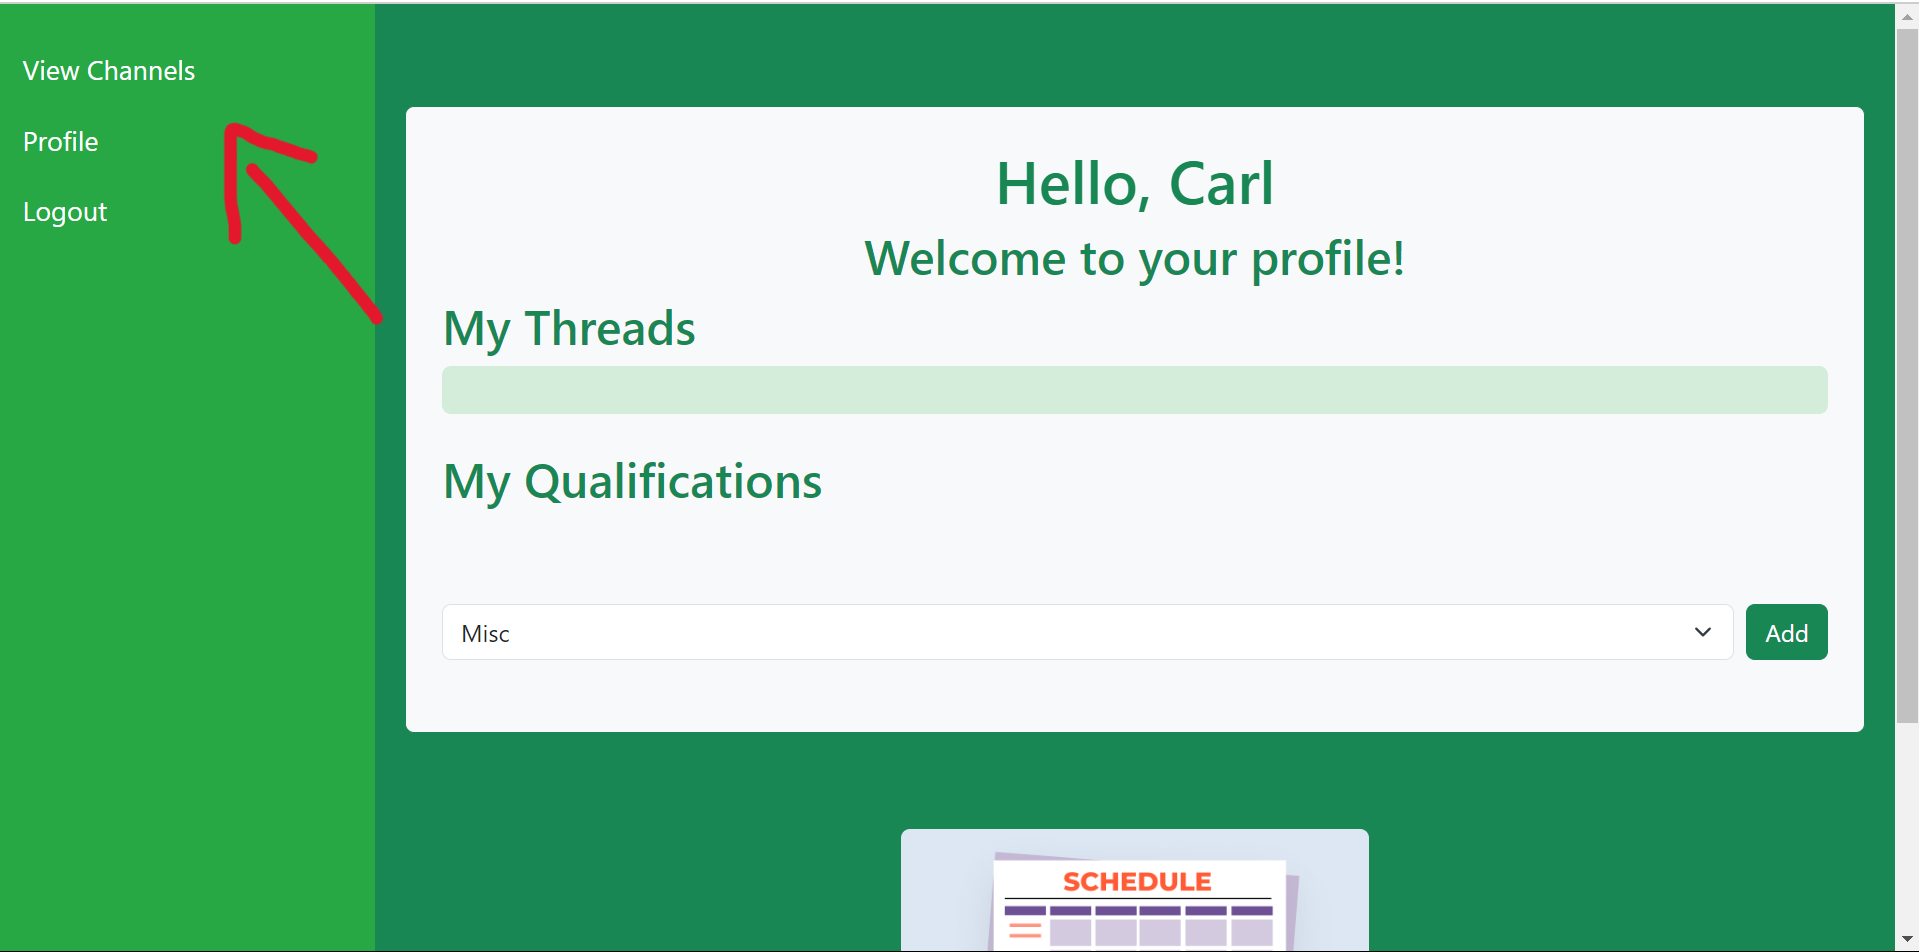 View Channels
Profile
Logout
Hello, Carl
Welcome to your profile!
My Threads
My Qualifications
Misc
Add
SCHEDULE